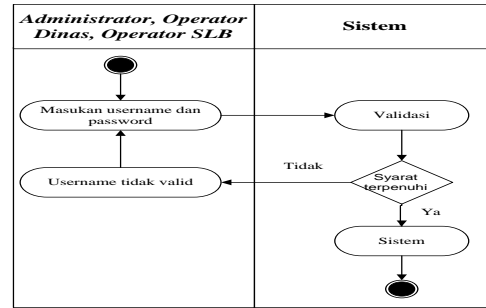 Administrator, Operator
Dinas, Operator SLB
Sistem
Masukan username dan
password
Validasi
Tidak
Syarat
terpenuhi
Username tidak valid
Ya
Sistem